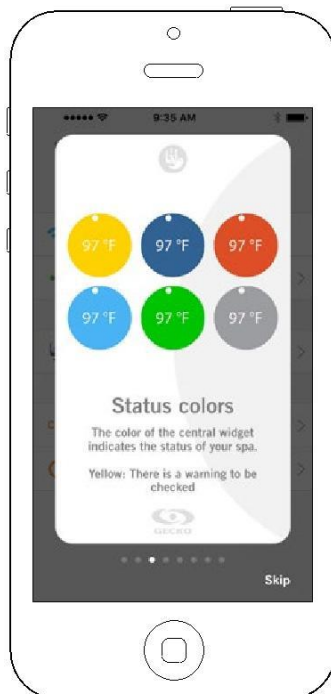 9:35 AM
97 °F 97 °F 97 °F
97 °F 97 °F 97 °F
Status colors
The color of the central widget
indicates the status of your spa.
Yellow: There is a warning to be
checked
GECKO
Skip